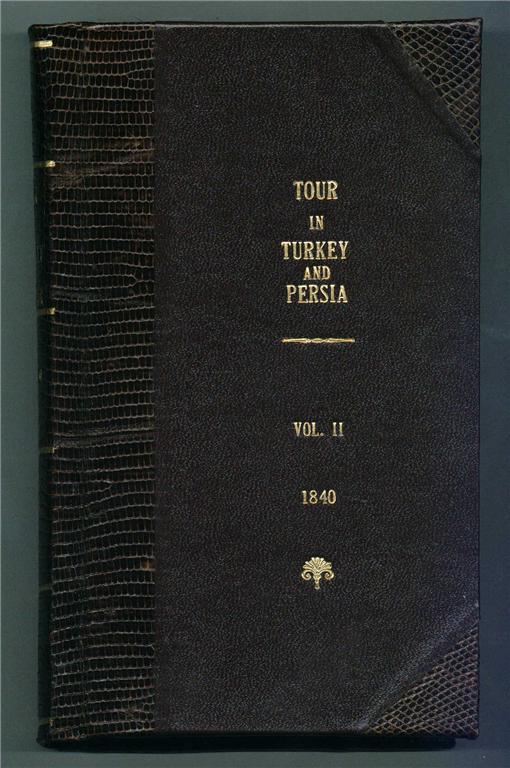 TOUR
IN
TURKEY
AND
PERSIA
VOL. II
1840